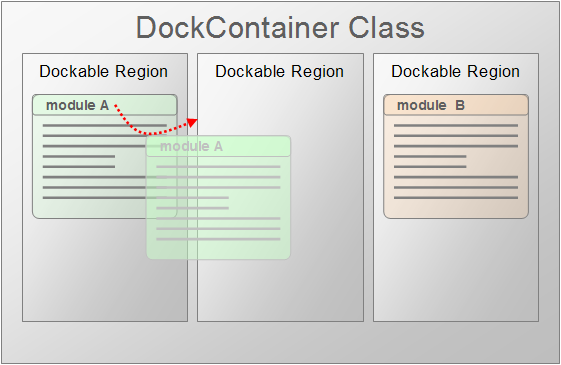 DockContainer Class
Dockable Region
Dockable Region
Dockable Region
module A
module B
module A